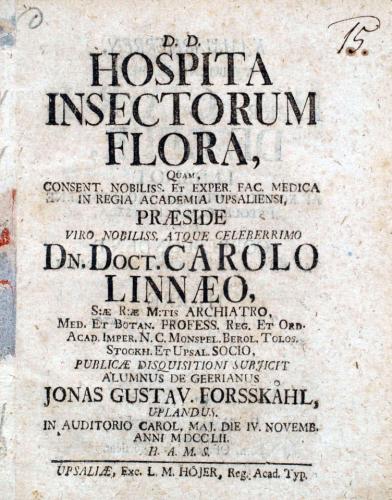 15.
D. D.
HOSPITA
INSECTORUM
FLORA,
QUAM,
CONSENT. NOBILISS. ET EXPER. FAC. MEDICA
IN REGIA ACADEMIA UPSALIENSI,
PRÆSIDE
VIRO NOBILISS. ATQUE CELEBERRIMO
DN. DOCT. CAROLO
LINNÆO,
S:Æ R:Æ M:TIS ARCHIATRO,
MED. ET BOTAN. PROFESS. REG. ET ORD.
ACAD. IMPER. N. C. MONSPEL. BEROL. TOLOS.
STOCKH. ET UPSAL. SOCIO,
PUBLICÆ DISQUISITIONI SUBJICIT
ALUMNUS DE GEERIANUS
JONAS GUSTAV. FORSSKÅHL,
UPLANDUS.
IN AUDITORIO CAROL. MAJ. DIE IV. NOVEMB.
ANNI MDCCLII.
H. A. M. S.
UPSALIÆ, Exc. L. M. HÖJER, Reg. Acad. Typ.